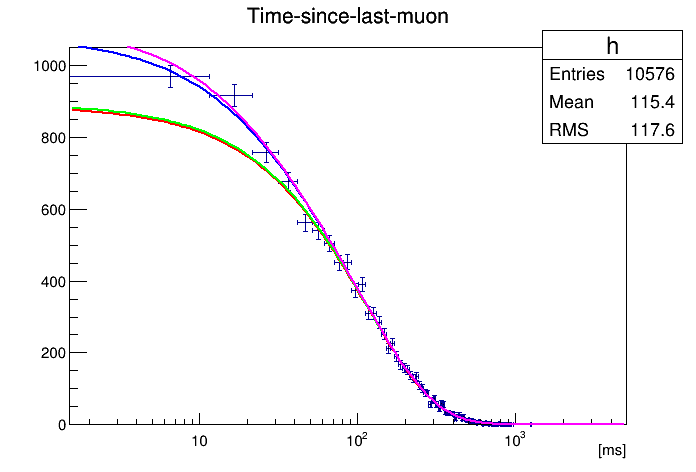 Time-since-last-muon
h
Entries 10576
Mean 115.4
RMS 117.6
1000
800
600
400
200
0
10 10² 10³
[ms]